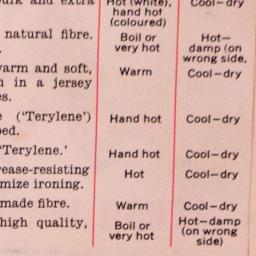 and extra Hot (white), Cool—dry
hand hot
(coloured)
natural fibre. Boil or Hot—
very hot damp (on
wrong side,
warm and soft, Warm Cool—dry
in a jersey
es.
e ('Terylene') Hand hot Cool—dry
ped.
'Terylene.' Hand hot Cool—dry
rease-resisting Hot Cool—dry
mize ironing.
made fibre. Warm Cool—dry
high quality, Boil or Hot—damp
very hot (on wrong
side)